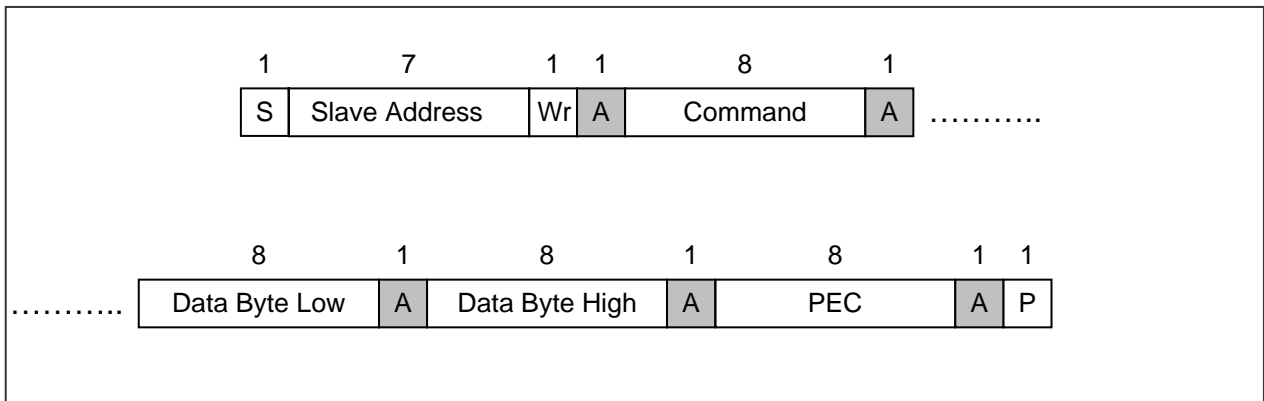 1 7 1 1 8 1
S Slave Address Wr A Command A ………..
8 1 8 1 8 1 1
……….. Data Byte Low A Data Byte High A PEC A P